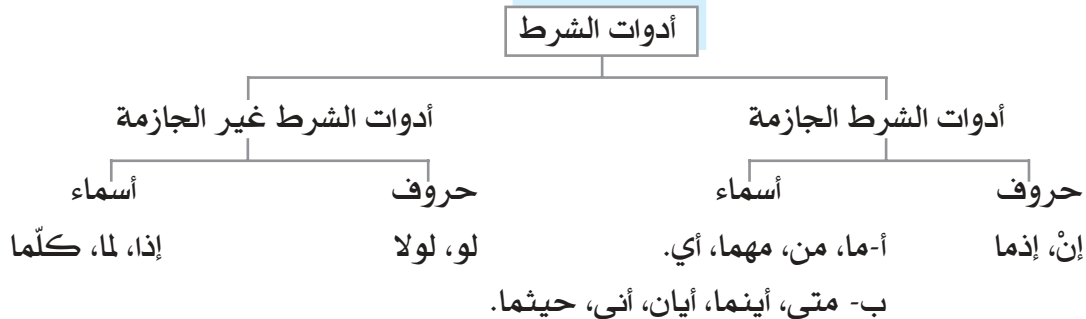 أدوات الشرط
أدوات الشرط الجازمة أدوات الشرط غير الجازمة
حروف أسماء حروف أسماء
إنْ، إذما أ-ما، من، مهما، أي. لو، لولا إذا، لما، كلّما
ب- متى، أينما، أيان، أنى، حيثما.